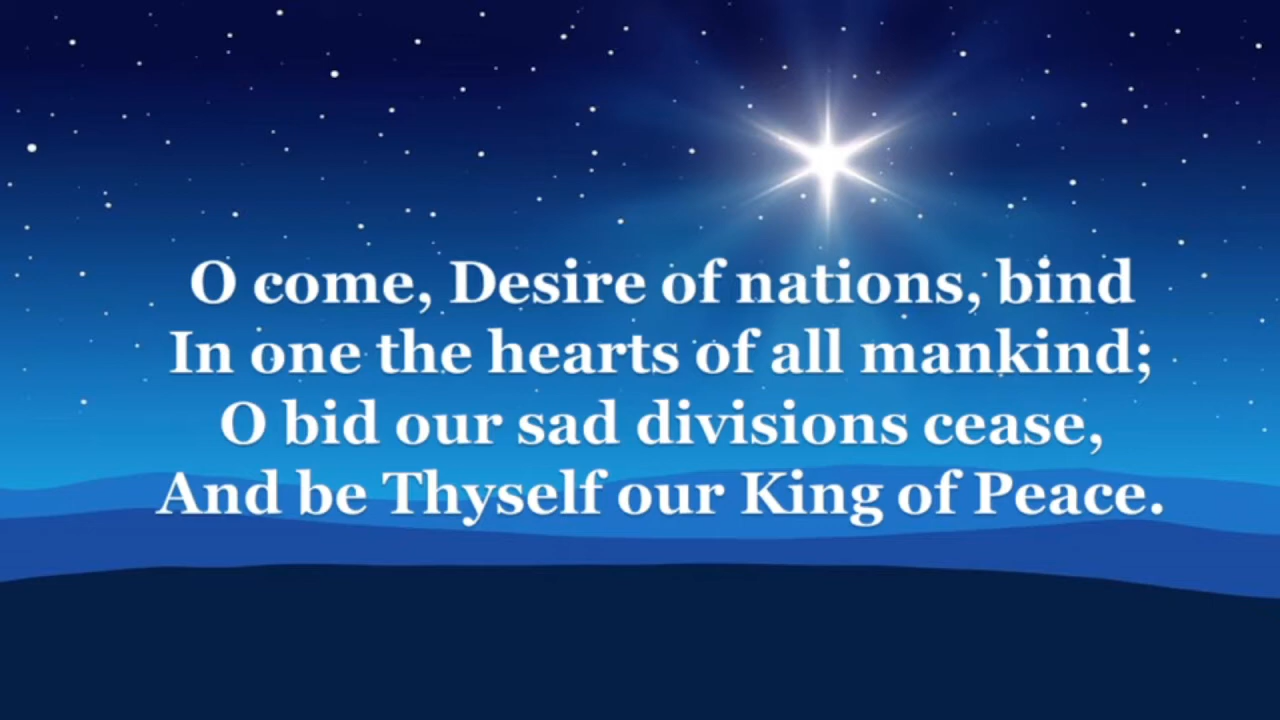 O come, Desire of nations, bind
In one the hearts of all mankind;
O bid our sad divisions cease,
And be Thyself our King of Peace.